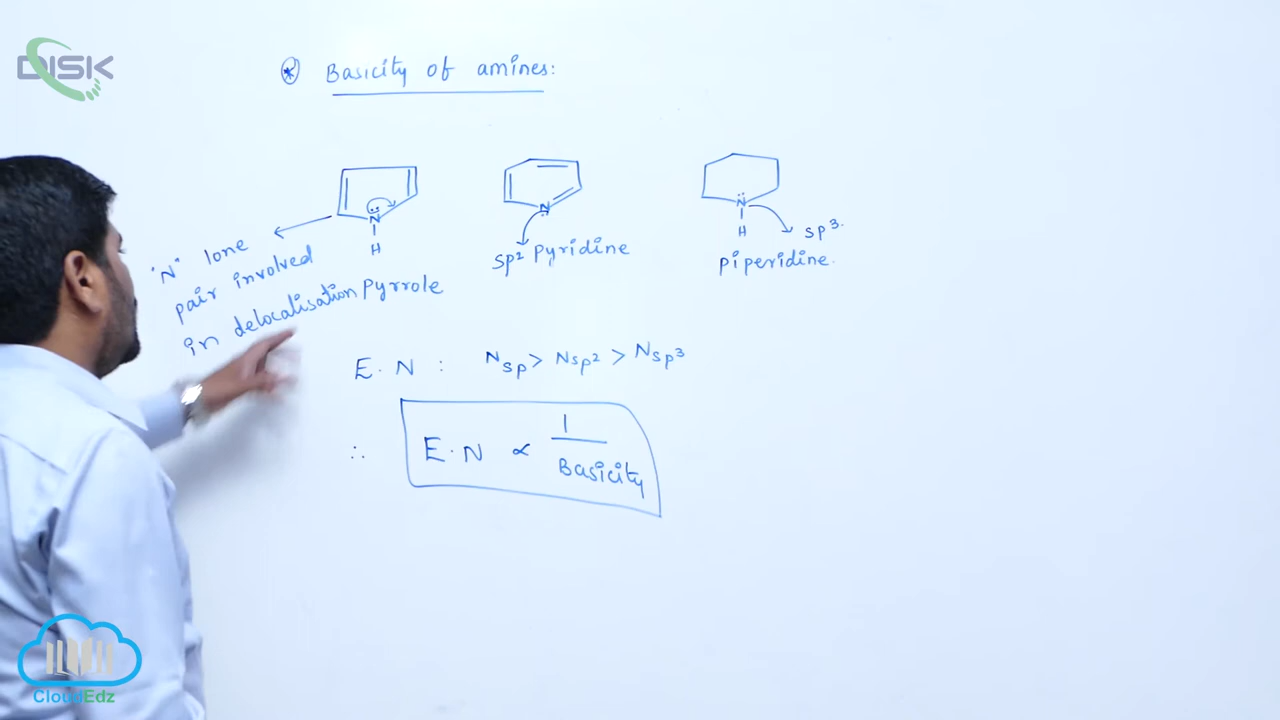 DISK
* Basicity of amines:
N
H
"N" lone
pair involved
in delocalisation
Pyrrole
N
sp2 Pyridine
N
H
sp3.
piperidine.
E.N : Nsp > Nsp2 > Nsp3
∴ E.N ∝ 1
Basicity
CloudEdz